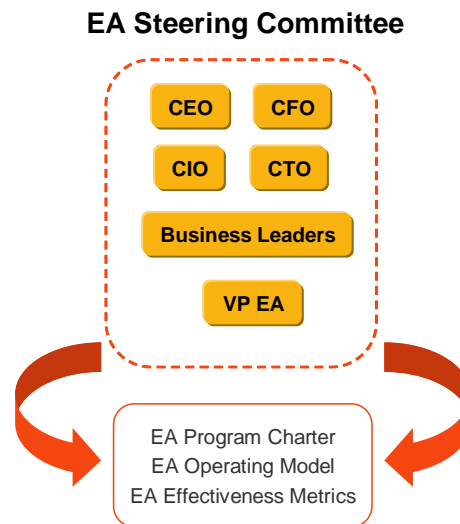 EA Steering Committee
CEO CFO
CIO CTO
Business Leaders
VP EA
EA Program Charter
EA Operating Model
EA Effectiveness Metrics